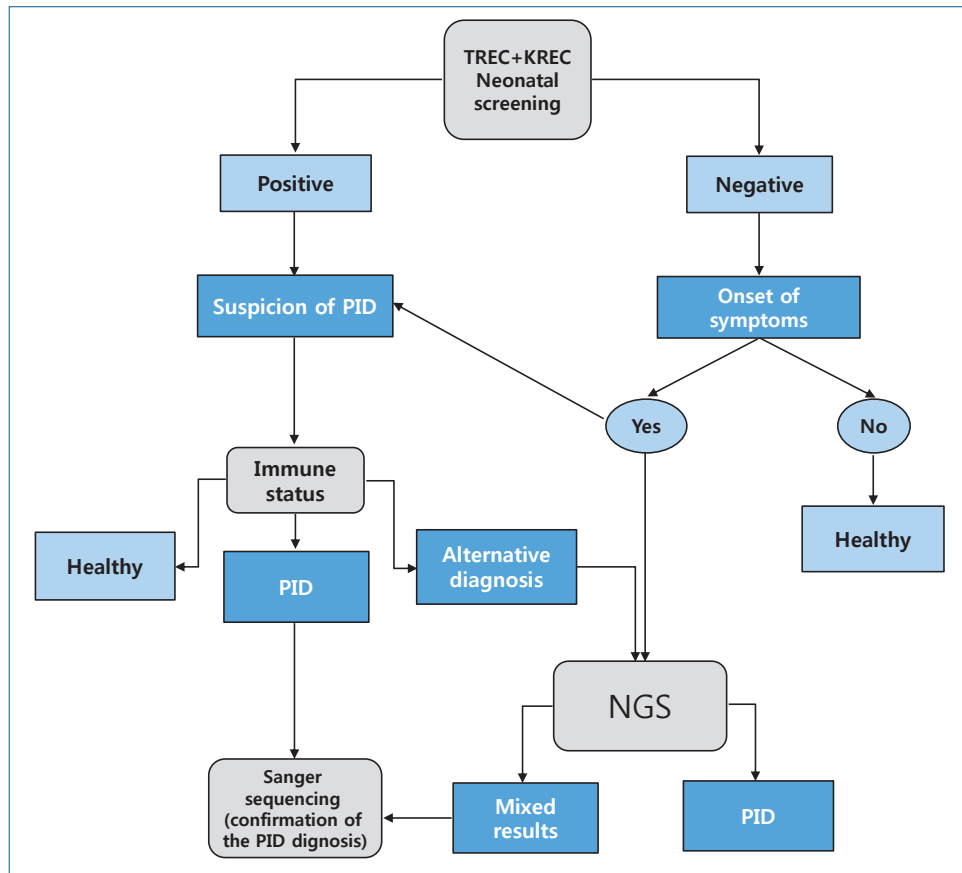 TREC+KREC
Neonatal
screening
Positive
Negative
Suspicion of PID
Onset of
symptoms
Yes
No
Immune
status
Healthy
PID
Alternative
diagnosis
Healthy
NGS
Sanger
sequencing
(confirmation of
the PID dignosis)
Mixed
results
PID